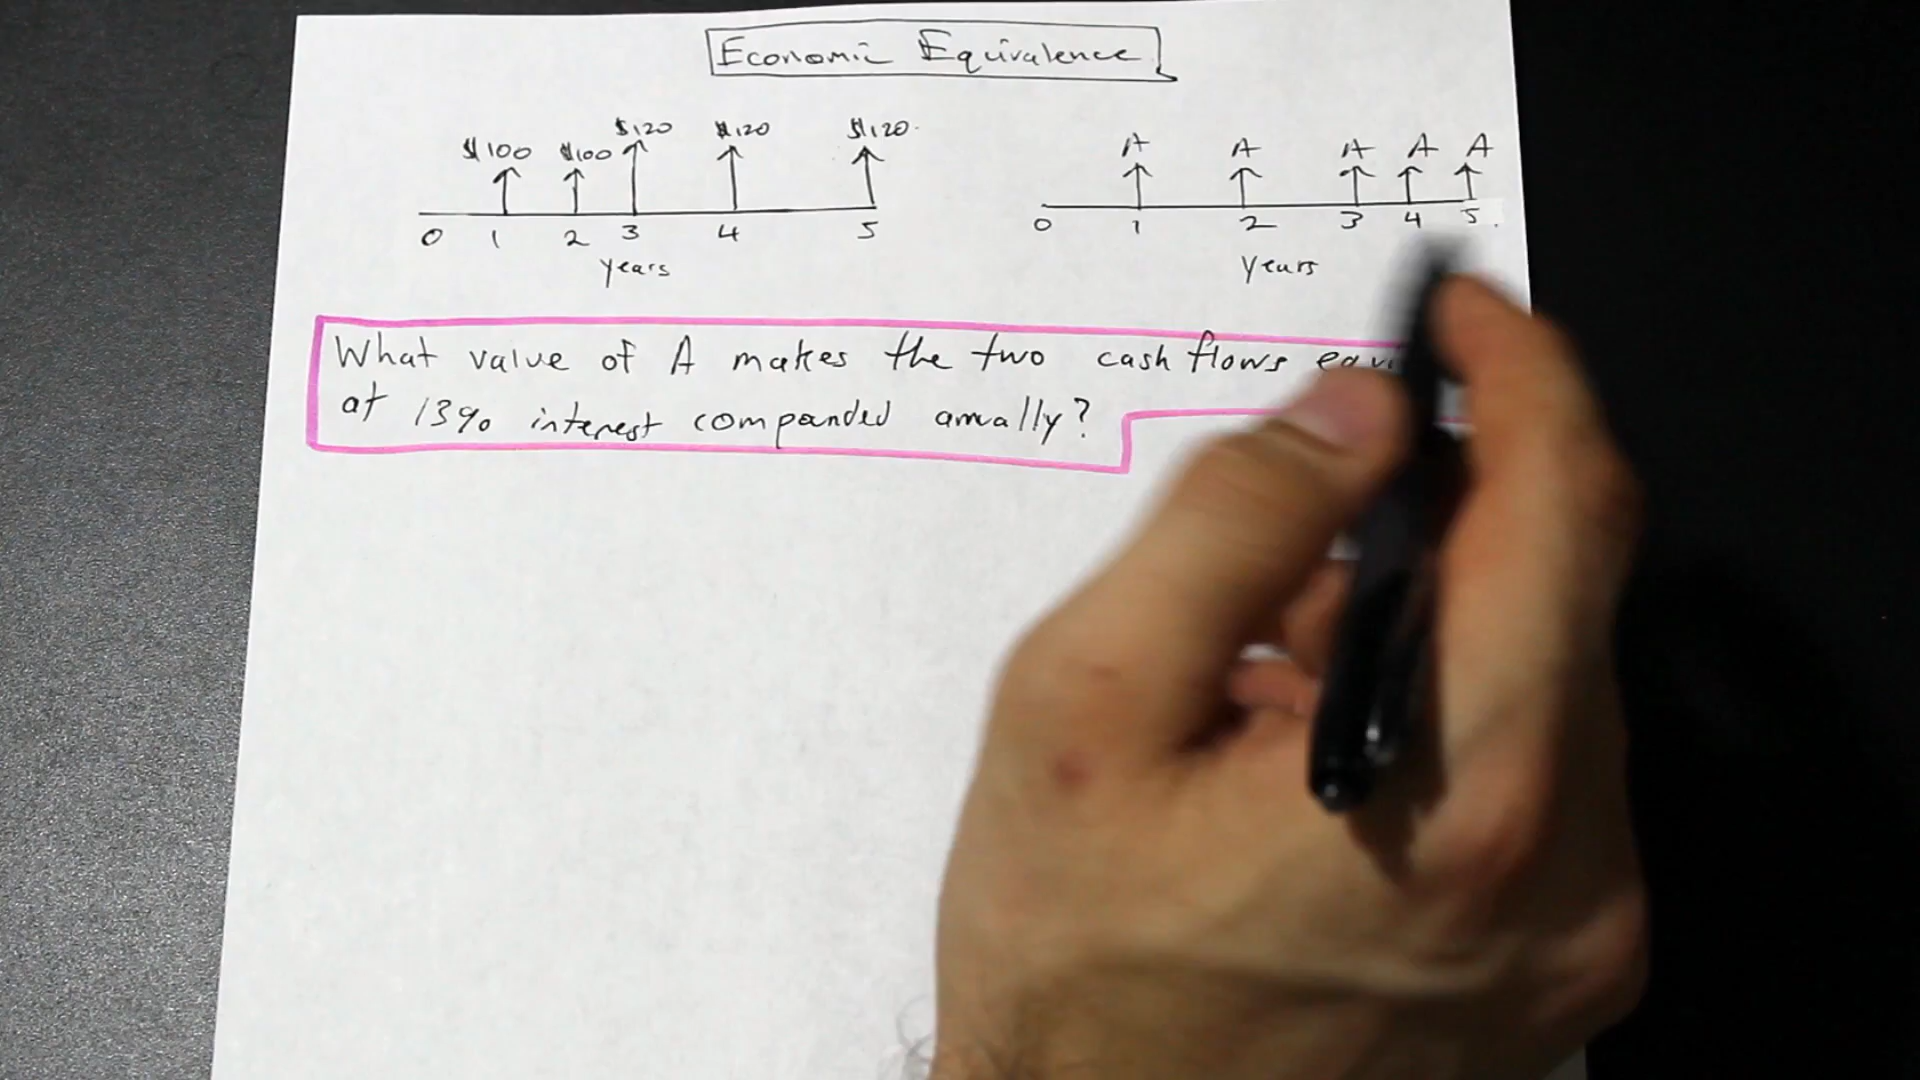 Economic Equivalence
$100 $100 $120 $120 $120
0 1 2 3 4 5
years
A A A A A
0 1 2 3 4 5
years
What value of A makes the two cash flows
at 13% interest compounded annually?